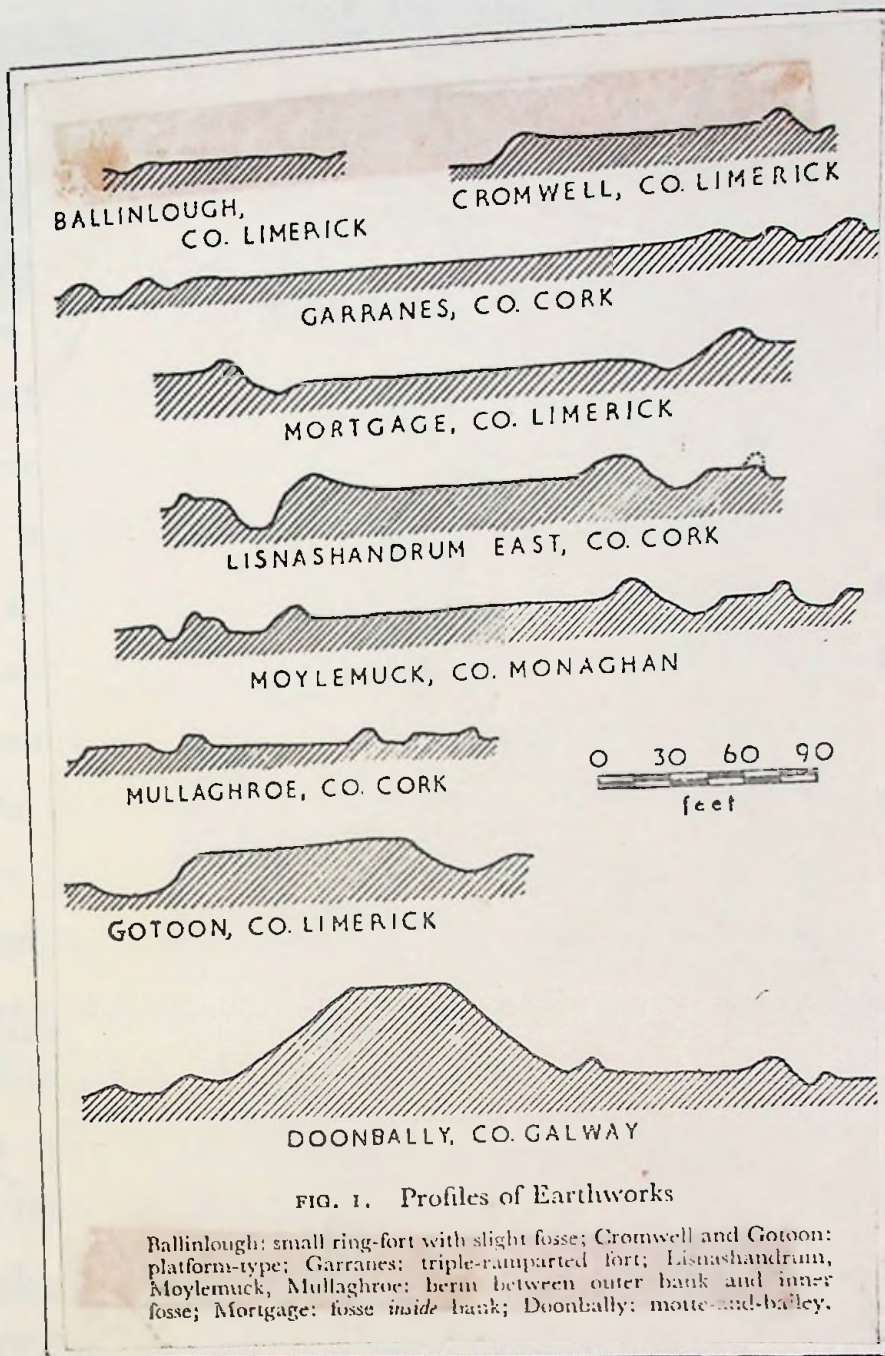 BALLINLOUGH,
CO. LIMERICK
CROMWELL, CO. LIMERICK
GARRANES, CO. CORK
MORTGAGE, CO. LIMERICK
LISNASHANDRUM EAST, CO. CORK
MOYLEMUCK, CO. MONAGHAN
MULLAGHROE, CO. CORK
0 30 60 90
feet
GOTOON, CO. LIMERICK
DOONBALLY, CO. GALWAY
FIG. 1. Profiles of Earthworks
Ballinlough: small ring-fort with slight fosse; Cromwell and Gotoon:
platform-type; Garranes: triple-ramparted fort; Lisnashandrum,
Moylemuck, Mullaghroe: berm between outer bank and inner
fosse; Mortgage: fosse inside bank; Doonbally: motte-and-bailey.